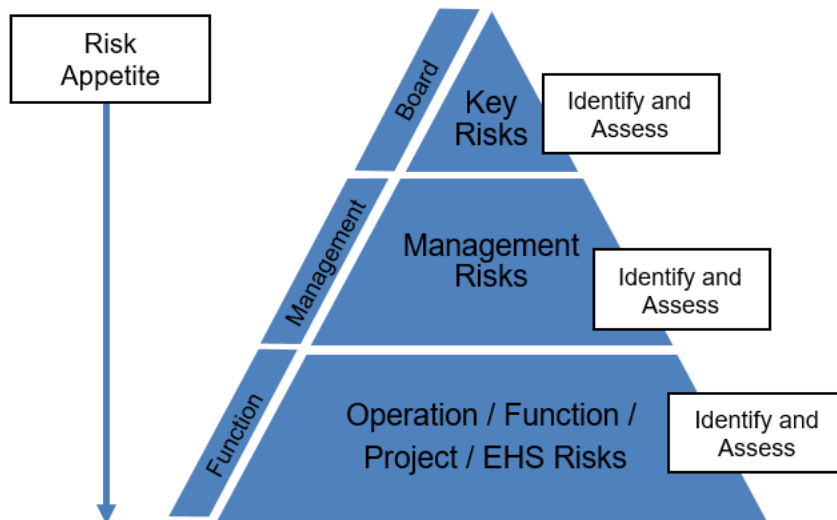 Risk
Appetite
Board
Key
Risks
Identify and
Assess
Management
Management
Risks
Identify and
Assess
Function
Operation / Function /
Project / EHS Risks
Identify and
Assess